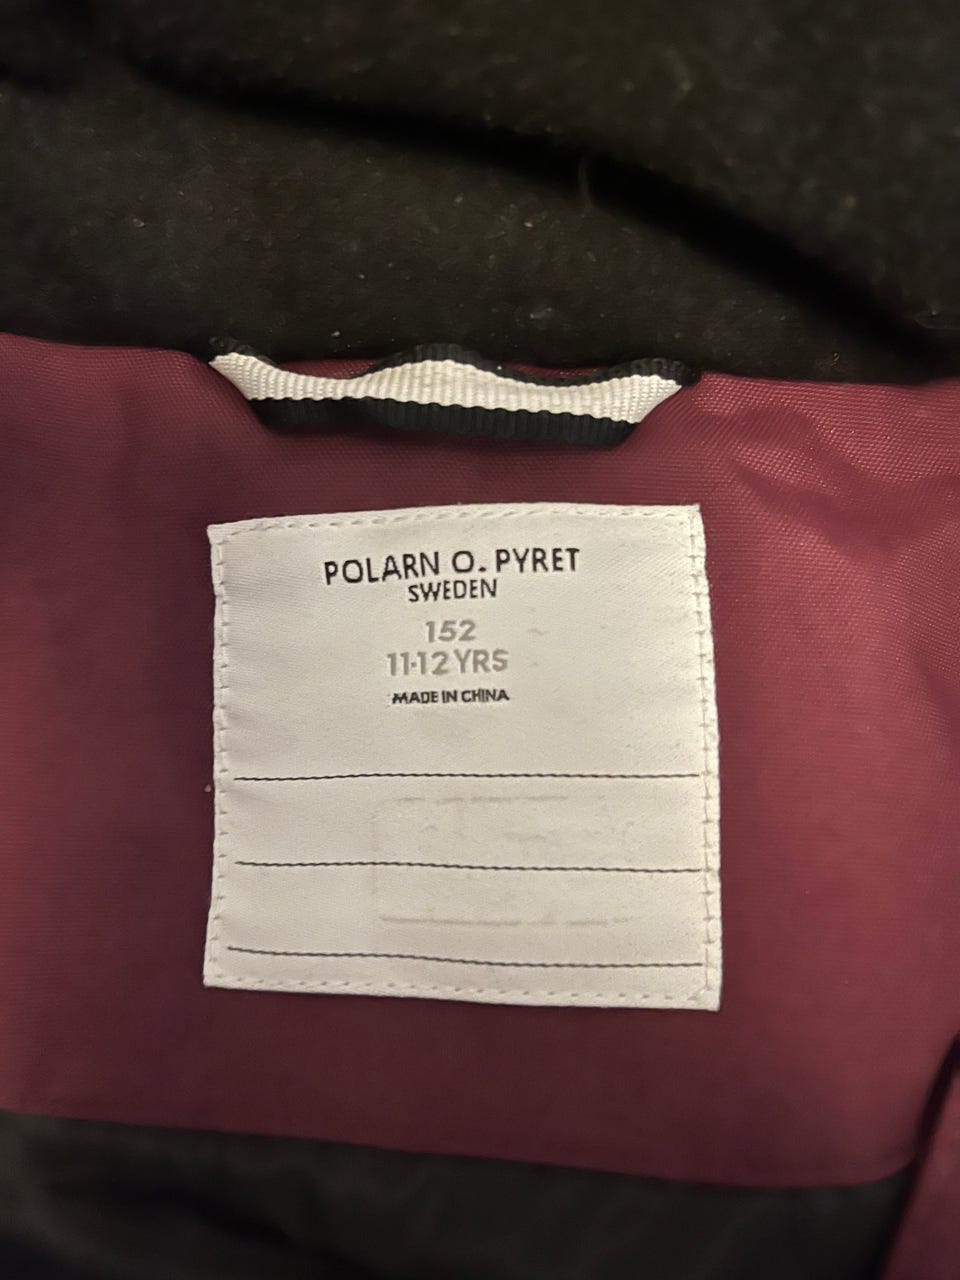 POLARN O. PYRET
SWEDEN
152
11-12 YRS
MADE IN CHINA